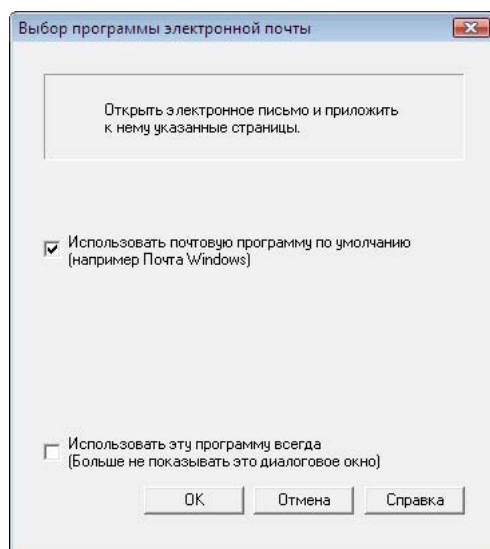 Выбор программы электронной почты
Открыть электронное письмо и приложить
к нему указанные страницы.
Использовать почтовую программу по умолчанию
(например Почта Windows)
Использовать эту программу всегда
(Больше не показывать это диалоговое окно)
OK Отмена Справка